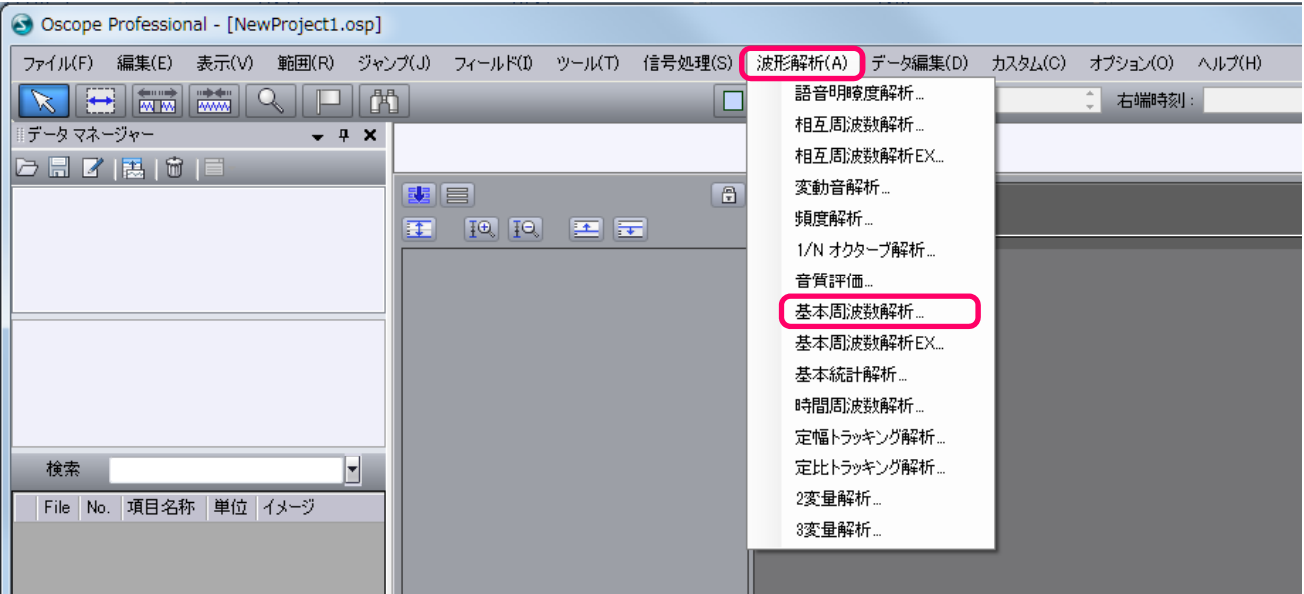 Oscope Professional - [NewProject1.osp]
ファイル(F) 編集(E) 表示(V) 範囲(R) ジャンプ(J) フィールド(I) ツール(T) 信号処理(S) 波形解析(A) データ編集(D) カスタム(C) オプション(O) ヘルプ(H)
右端時刻:
データ マネージャー
語音明瞭度解析...
相互周波数解析...
相互周波数解析EX...
変動音解析...
頻度解析...
1/N オクターブ解析...
音質評価...
基本周波数解析...
基本周波数解析EX...
基本統計解析...
時間周波数解析...
定幅トラッキング解析...
定比トラッキング解析...
2変量解析...
3変量解析...
検索
File No. 項目名称 単位 イメージ